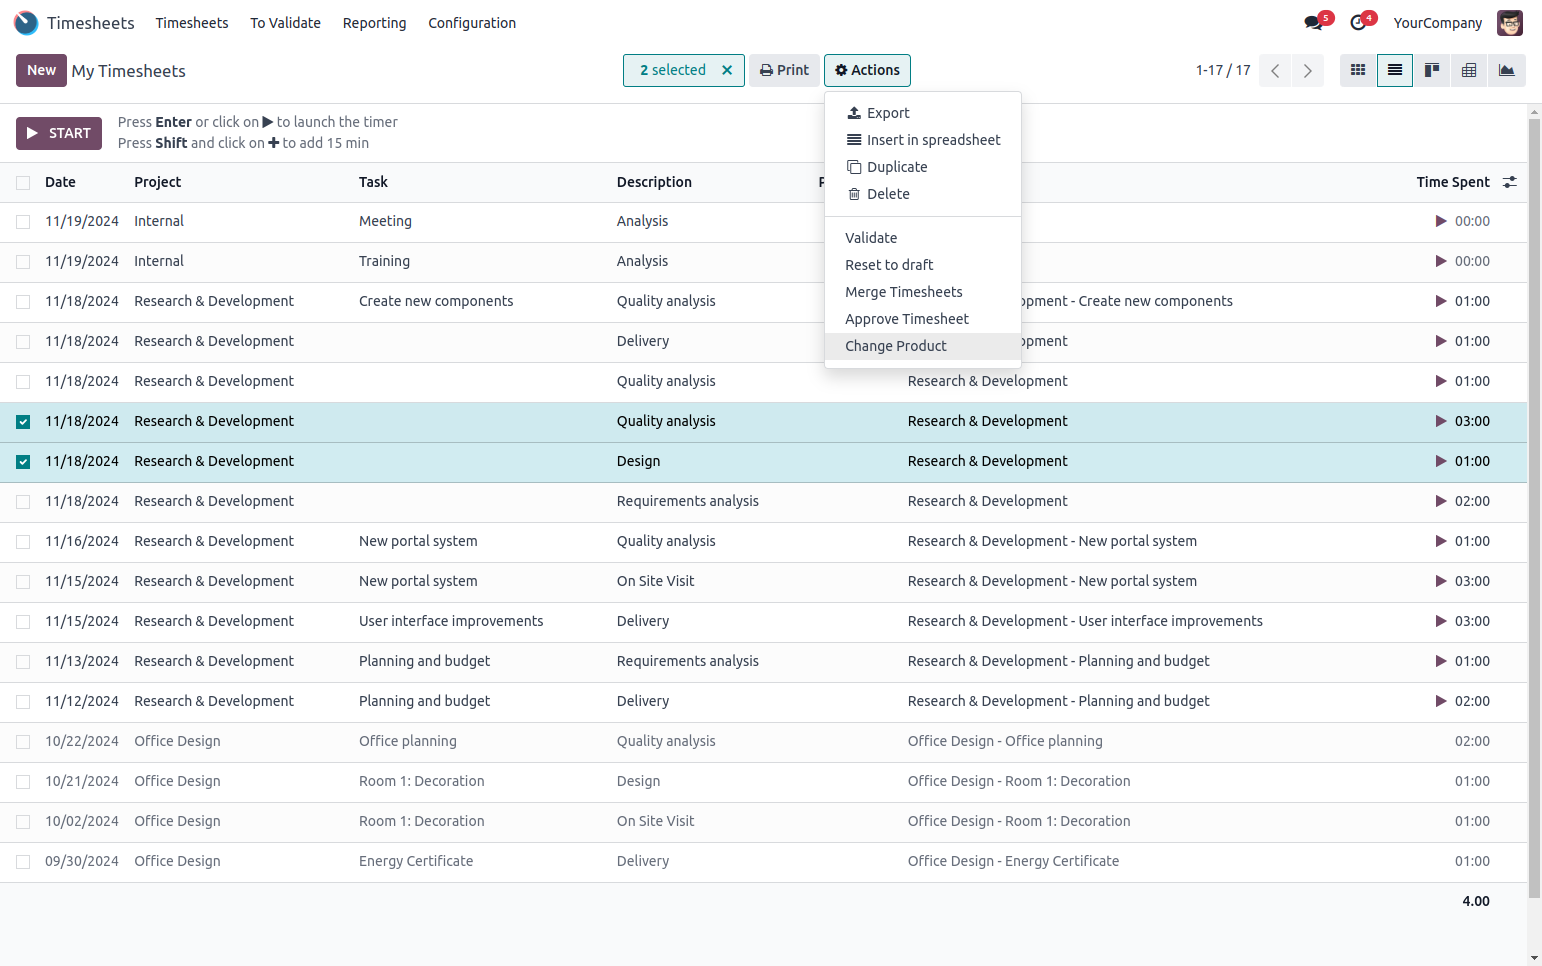 Timesheets Timesheets To Validate Reporting Configuration 5 4 YourCompany
New My Timesheets 2 selected × Print Actions 1-17 / 17
Export
Insert in spreadsheet
Duplicate
Delete
Validate
Reset to draft
Merge Timesheets
Approve Timesheet
Change Product
START Press Enter or click on to launch the timer
Press Shift and click on to add 15 min
Date Project Task Description Time Spent
11/19/2024 Internal Meeting Analysis 00:00
11/19/2024 Internal Training Analysis 00:00
11/18/2024 Research & Development Create new components Quality analysis opment - Create new components 01:00
11/18/2024 Research & Development Delivery opment 01:00
11/18/2024 Research & Development Quality analysis Research & Development 01:00
11/18/2024 Research & Development Quality analysis Research & Development 03:00
11/18/2024 Research & Development Design Research & Development 01:00
11/18/2024 Research & Development Requirements analysis Research & Development 02:00
11/16/2024 Research & Development New portal system Quality analysis Research & Development - New portal system 01:00
11/15/2024 Research & Development New portal system On Site Visit Research & Development - New portal system 03:00
11/15/2024 Research & Development User interface improvements Delivery Research & Development - User interface improvements 03:00
11/13/2024 Research & Development Planning and budget Requirements analysis Research & Development - Planning and budget 01:00
11/12/2024 Research & Development Planning and budget Delivery Research & Development - Planning and budget 02:00
10/22/2024 Office Design Office planning Quality analysis Office Design - Office planning 02:00
10/21/2024 Office Design Room 1: Decoration Design Office Design - Room 1: Decoration 01:00
10/02/2024 Office Design Room 1: Decoration On Site Visit Office Design - Room 1: Decoration 01:00
09/30/2024 Office Design Energy Certificate Delivery Office Design - Energy Certificate 01:00
4.00